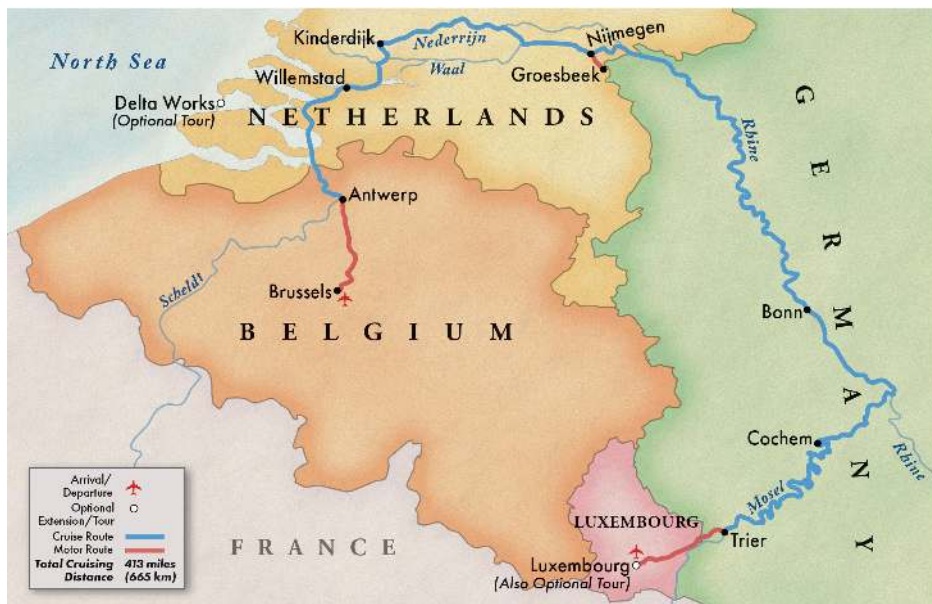 Kinderdijk
Nederrijn
Nijmegen
North Sea
Waal
Groesbeek
Willemstad
Delta Works
(Optional Tour)
NETHERLANDS
GERMANY
Rhine
Antwerp
Scheldt
Brussels
BELGIUM
Bonn
Cochem
Rhine
Mosel
LUXEMBOURG
Trier
FRANCE
Luxembourg
(Also Optional Tour)
Arrival/
Departure
Optional
Extension/Tour
Cruise Route
Motor Route
Total Cruising 413 miles
Distance (665 km)